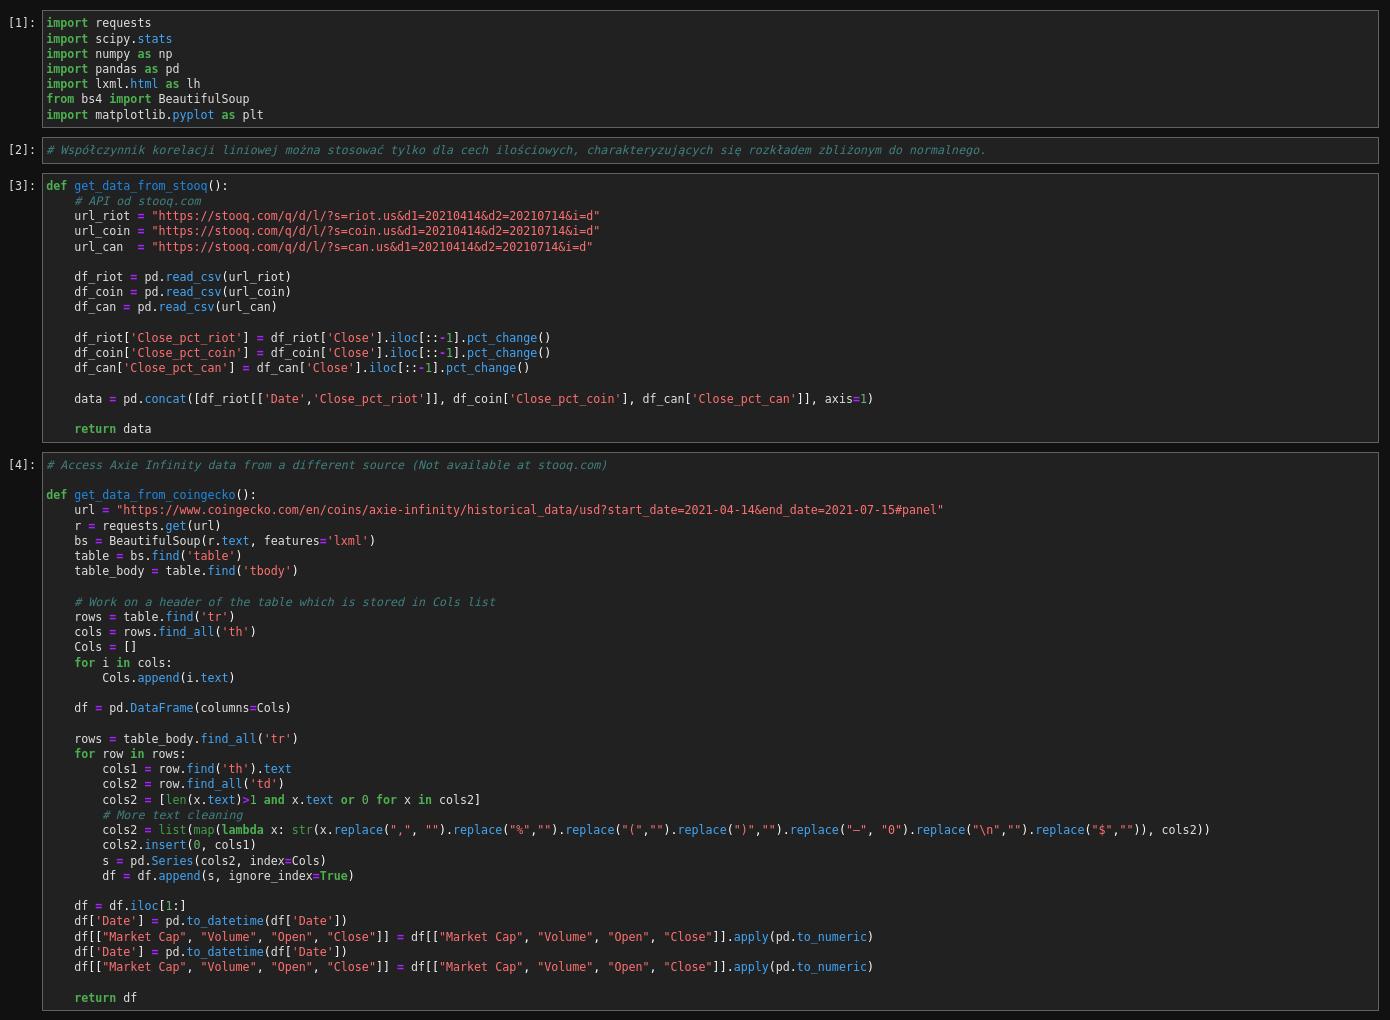 [1]: import requests
import scipy.stats
import numpy as np
import pandas as pd
import lxml.html as lh
from bs4 import BeautifulSoup
import matplotlib.pyplot as plt
[2]: # Współczynnik korelacji liniowej można stosować tylko dla cech ilościowych, charakteryzujących się rozkładem zbliżonym do normalnego.
[3]: def get_data_from_stooq():
    # API od stooq.com
    url_riot = "https://stooq.com/q/d/l/?s=riot.us&d1=20210414&d2=20210714&i=d"
    url_coin = "https://stooq.com/q/d/l/?s=coin.us&d1=20210414&d2=20210714&i=d"
    url_can  = "https://stooq.com/q/d/l/?s=can.us&d1=20210414&d2=20210714&i=d"
    df_riot = pd.read_csv(url_riot)
    df_coin = pd.read_csv(url_coin)
    df_can = pd.read_csv(url_can)
    df_riot['Close_pct_riot'] = df_riot['Close'].iloc[::-1].pct_change()
    df_coin['Close_pct_coin'] = df_coin['Close'].iloc[::-1].pct_change()
    df_can['Close_pct_can'] = df_can['Close'].iloc[::-1].pct_change()
    data = pd.concat([df_riot[['Date','Close_pct_riot']], df_coin['Close_pct_coin'], df_can['Close_pct_can']], axis=1)
    return data
[4]: # Access Axie Infinity data from a different source (Not available at stooq.com)
def get_data_from_coingecko():
    url = "https://www.coingecko.com/en/coins/axie-infinity/historical_data/usd?start_date=2021-04-14&end_date=2021-07-15#panel"
    r = requests.get(url)
    bs = BeautifulSoup(r.text, features='lxml')
    table = bs.find('table')
    table_body = table.find('tbody')
    # Work on a header of the table which is stored in Cols list
    rows = table.find('tr')
    cols = rows.find_all('th')
    Cols = []
    for i in cols:
        Cols.append(i.text)
    df = pd.DataFrame(columns=Cols)
    rows = table_body.find_all('tr')
    for row in rows:
        cols1 = row.find('th').text
        cols2 = row.find_all('td')
        cols2 = [len(x.text)>1 and x.text or 0 for x in cols2]
        # More text cleaning
        cols2 = list(map(lambda x: str(x.replace(",", "").replace("%","").replace("(","").replace(")","").replace("—", "0").replace("\n","").replace("$","")), cols2))
        cols2.insert(0, cols1)
        s = pd.Series(cols2, index=Cols)
        df = df.append(s, ignore_index=True)
    df = df.iloc[1:]
    df['Date'] = pd.to_datetime(df['Date'])
    df[["Market Cap", "Volume", "Open", "Close"]] = df[["Market Cap", "Volume", "Open", "Close"]].apply(pd.to_numeric)
    df['Date'] = pd.to_datetime(df['Date'])
    df[["Market Cap", "Volume", "Open", "Close"]] = df[["Market Cap", "Volume", "Open", "Close"]].apply(pd.to_numeric)
    return df